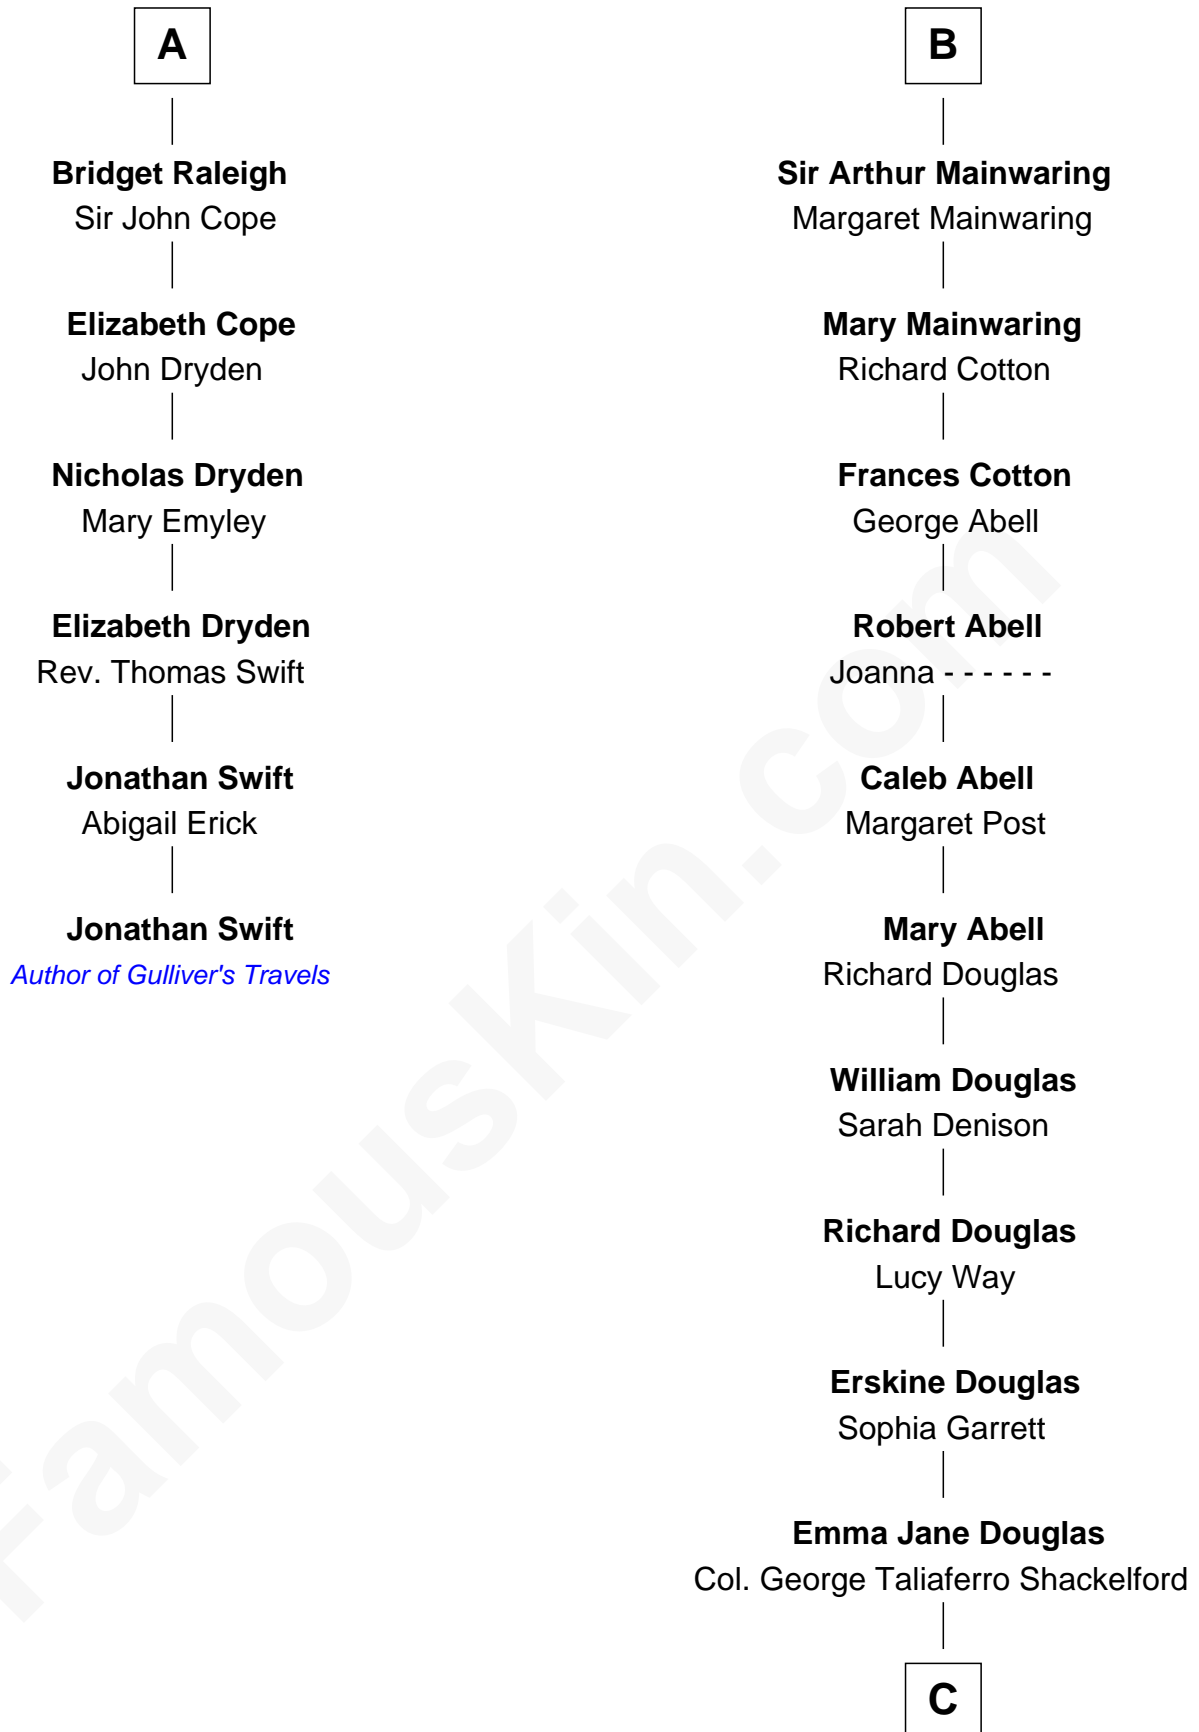 A
Bridget Raleigh
Sir John Cope
Elizabeth Cope
John Dryden
Nicholas Dryden
Mary Emyley
Elizabeth Dryden
Rev. Thomas Swift
Jonathan Swift
Abigail Erick
Jonathan Swift
Author of Gulliver's Travels
B
Sir Arthur Mainwaring
Margaret Mainwaring
Mary Mainwaring
Richard Cotton
Frances Cotton
George Abell
Robert Abell
Joanna - - - - - -
Caleb Abell
Margaret Post
Mary Abell
Richard Douglas
William Douglas
Sarah Denison
Richard Douglas
Lucy Way
Erskine Douglas
Sophia Garrett
Emma Jane Douglas
Col. George Taliaferro Shackelford
C
FamousKin.com